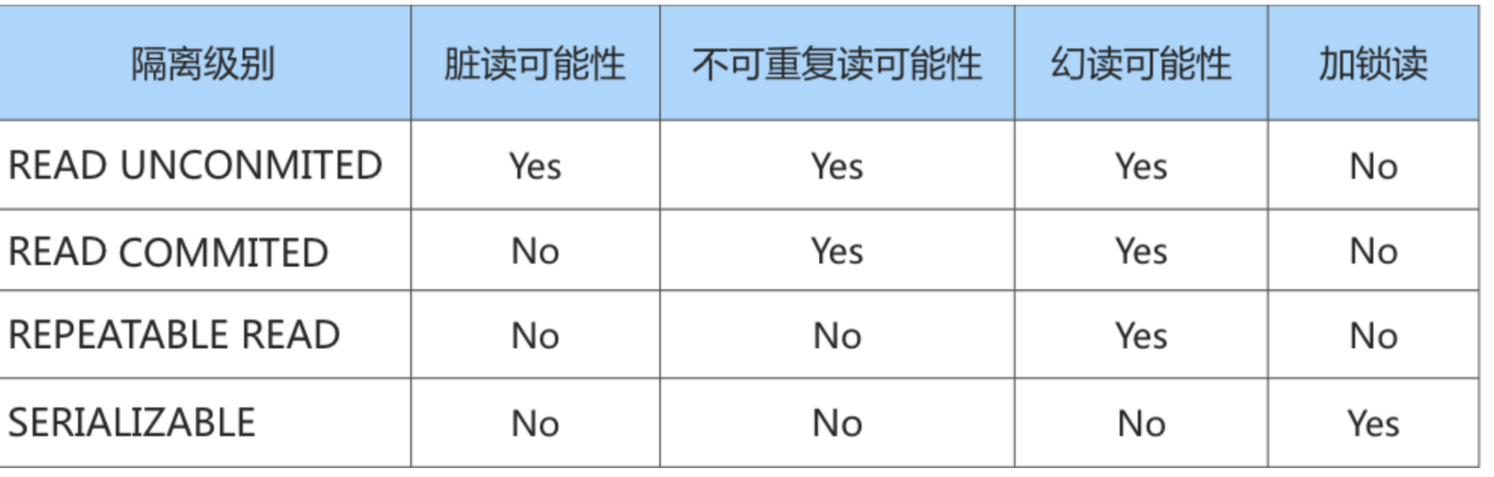 隔离级别 脏读可能性 不可重复读可能性 幻读可能性 加锁读
READ UNCONMITED Yes Yes Yes No
READ COMMITED No Yes Yes No
REPEATABLE READ No No Yes No
SERIALIZABLE No No No Yes